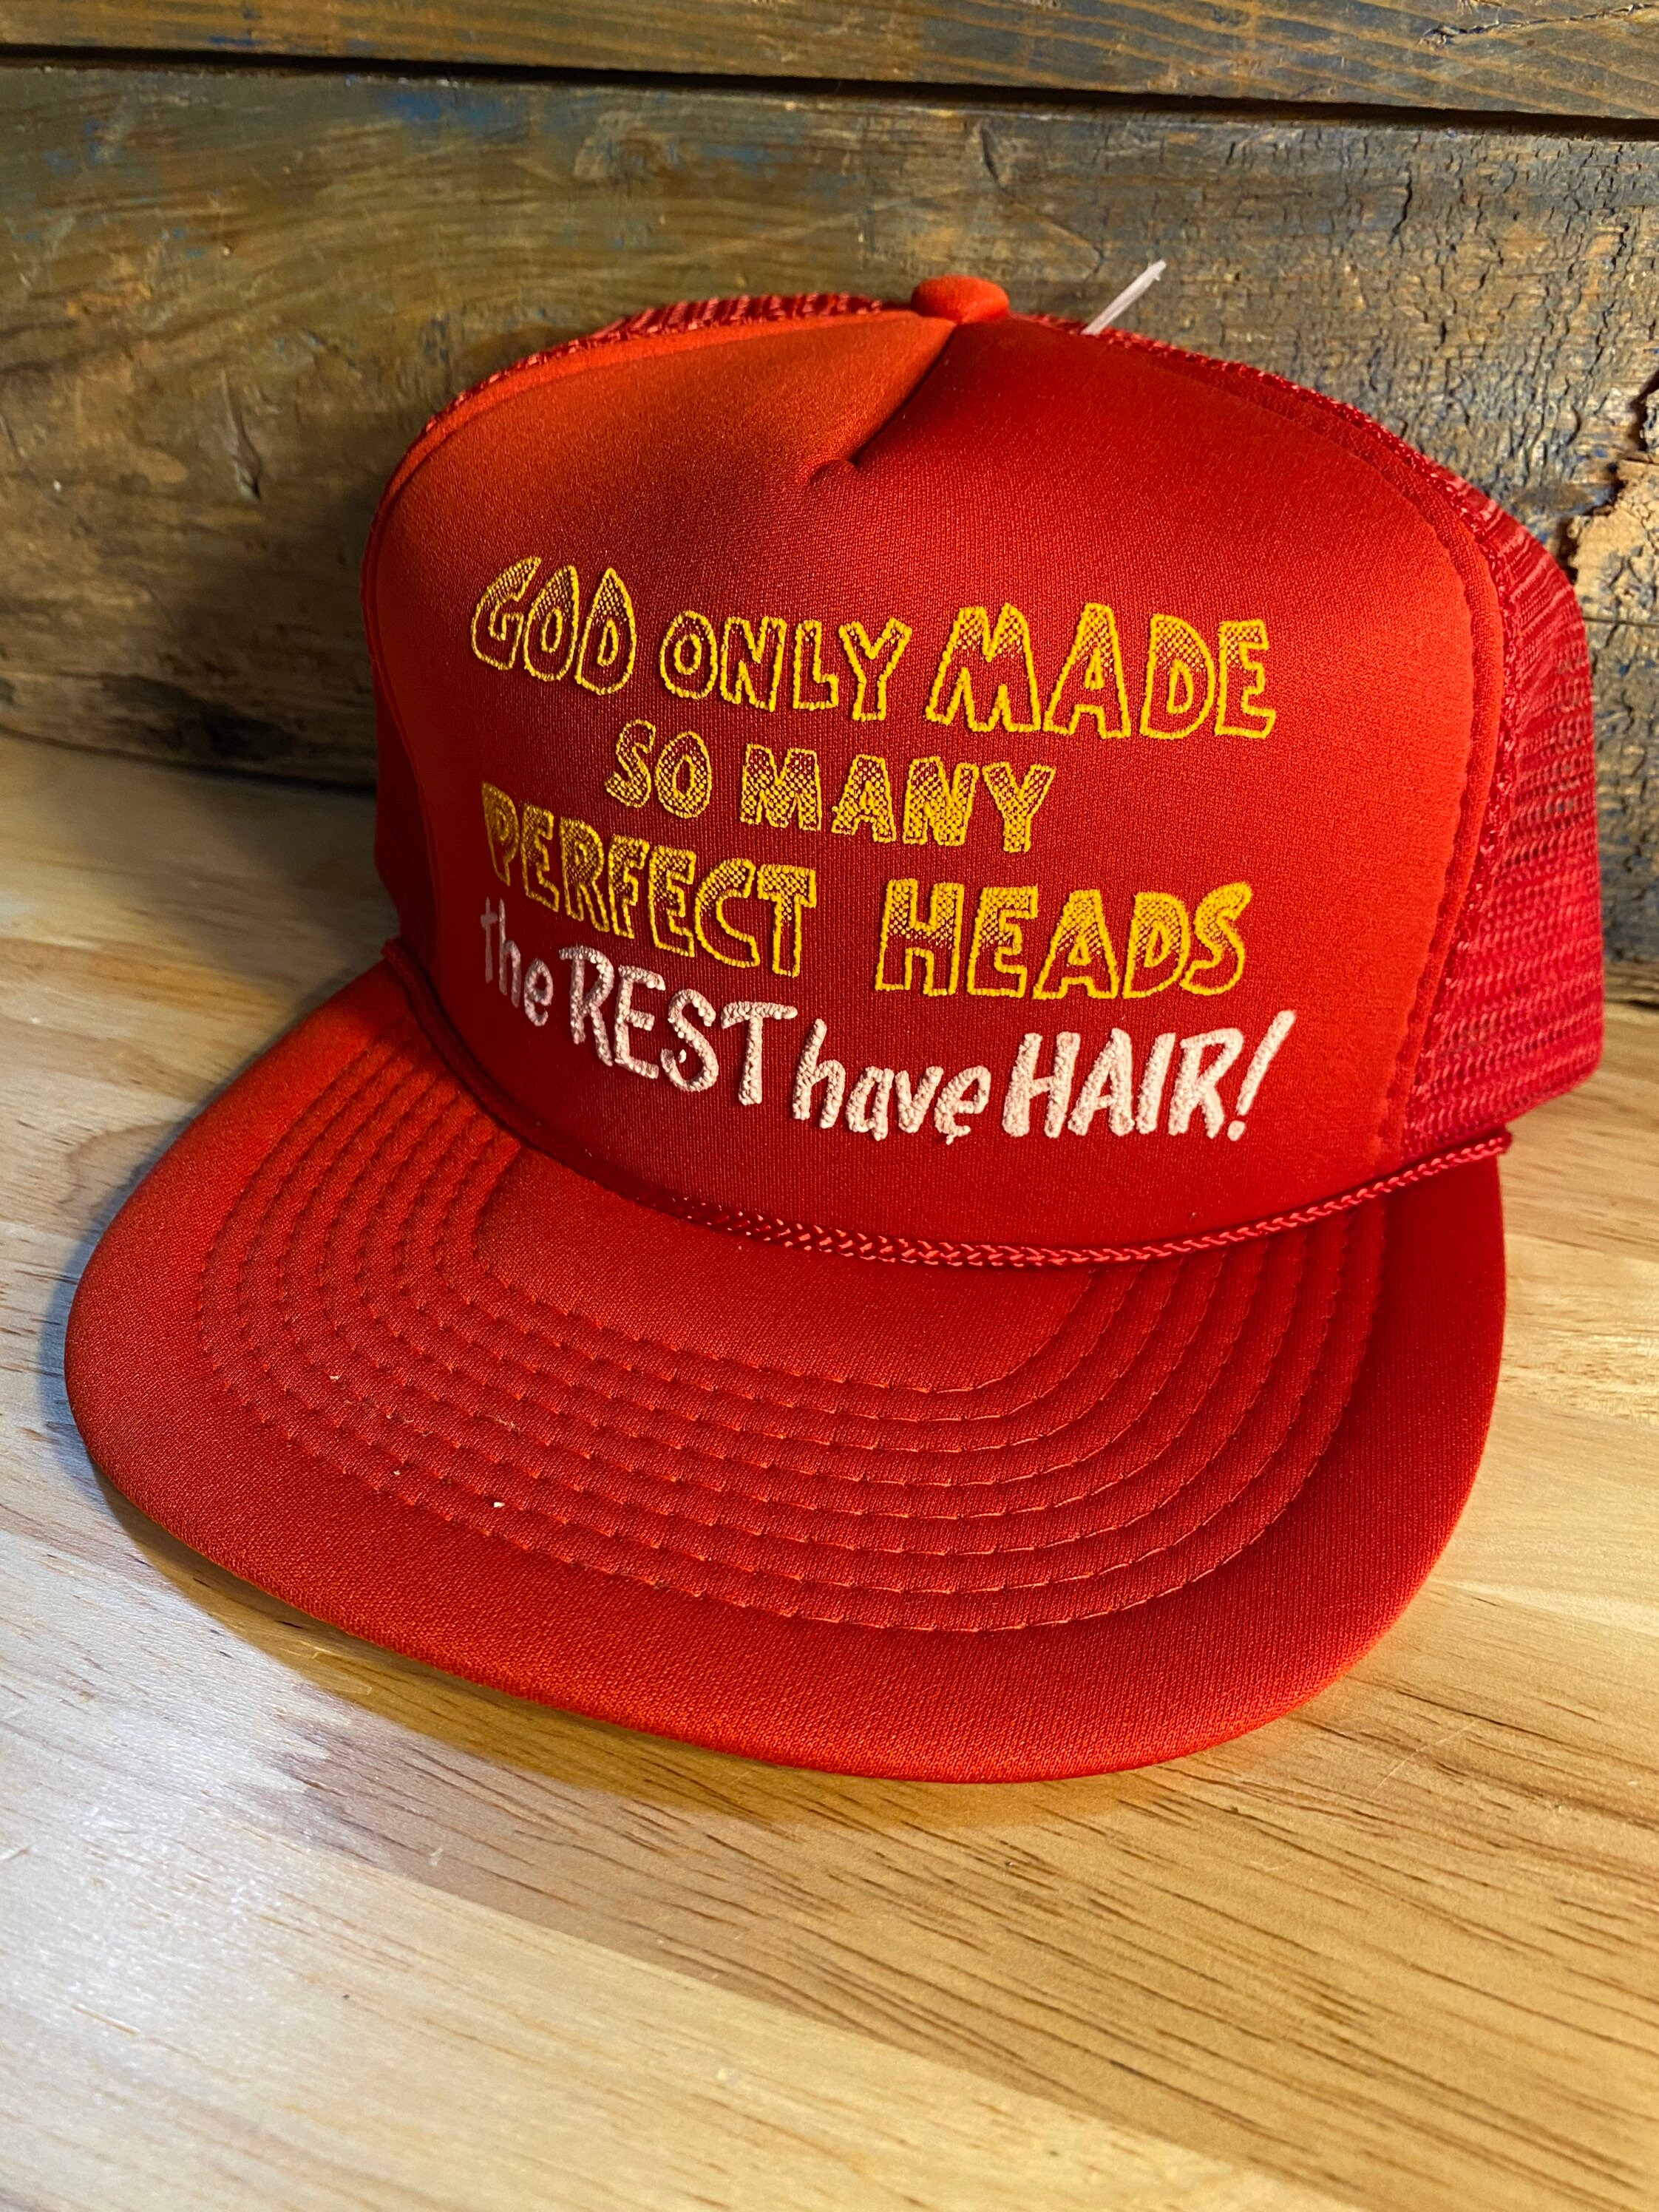 GOD ONLY MADE
SO MANY
PERFECT HEADS
the REST have HAIR!